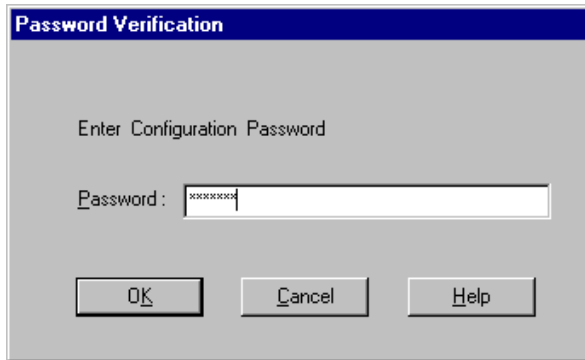 Password Verification
Enter Configuration Password
Password : *******
OK Cancel Help